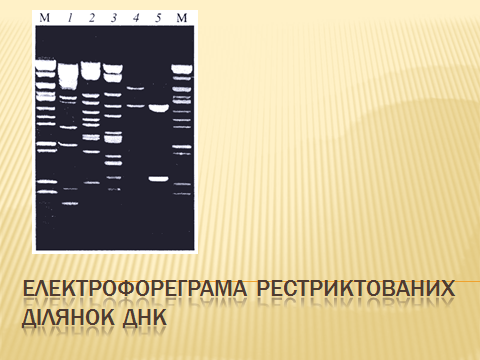 M 1 2 3 4 5 M
ЕЛЕКТРОФОРЕГРАМА РЕСТРИКТОВАНИХ
ДІЛЯНОК ДНК